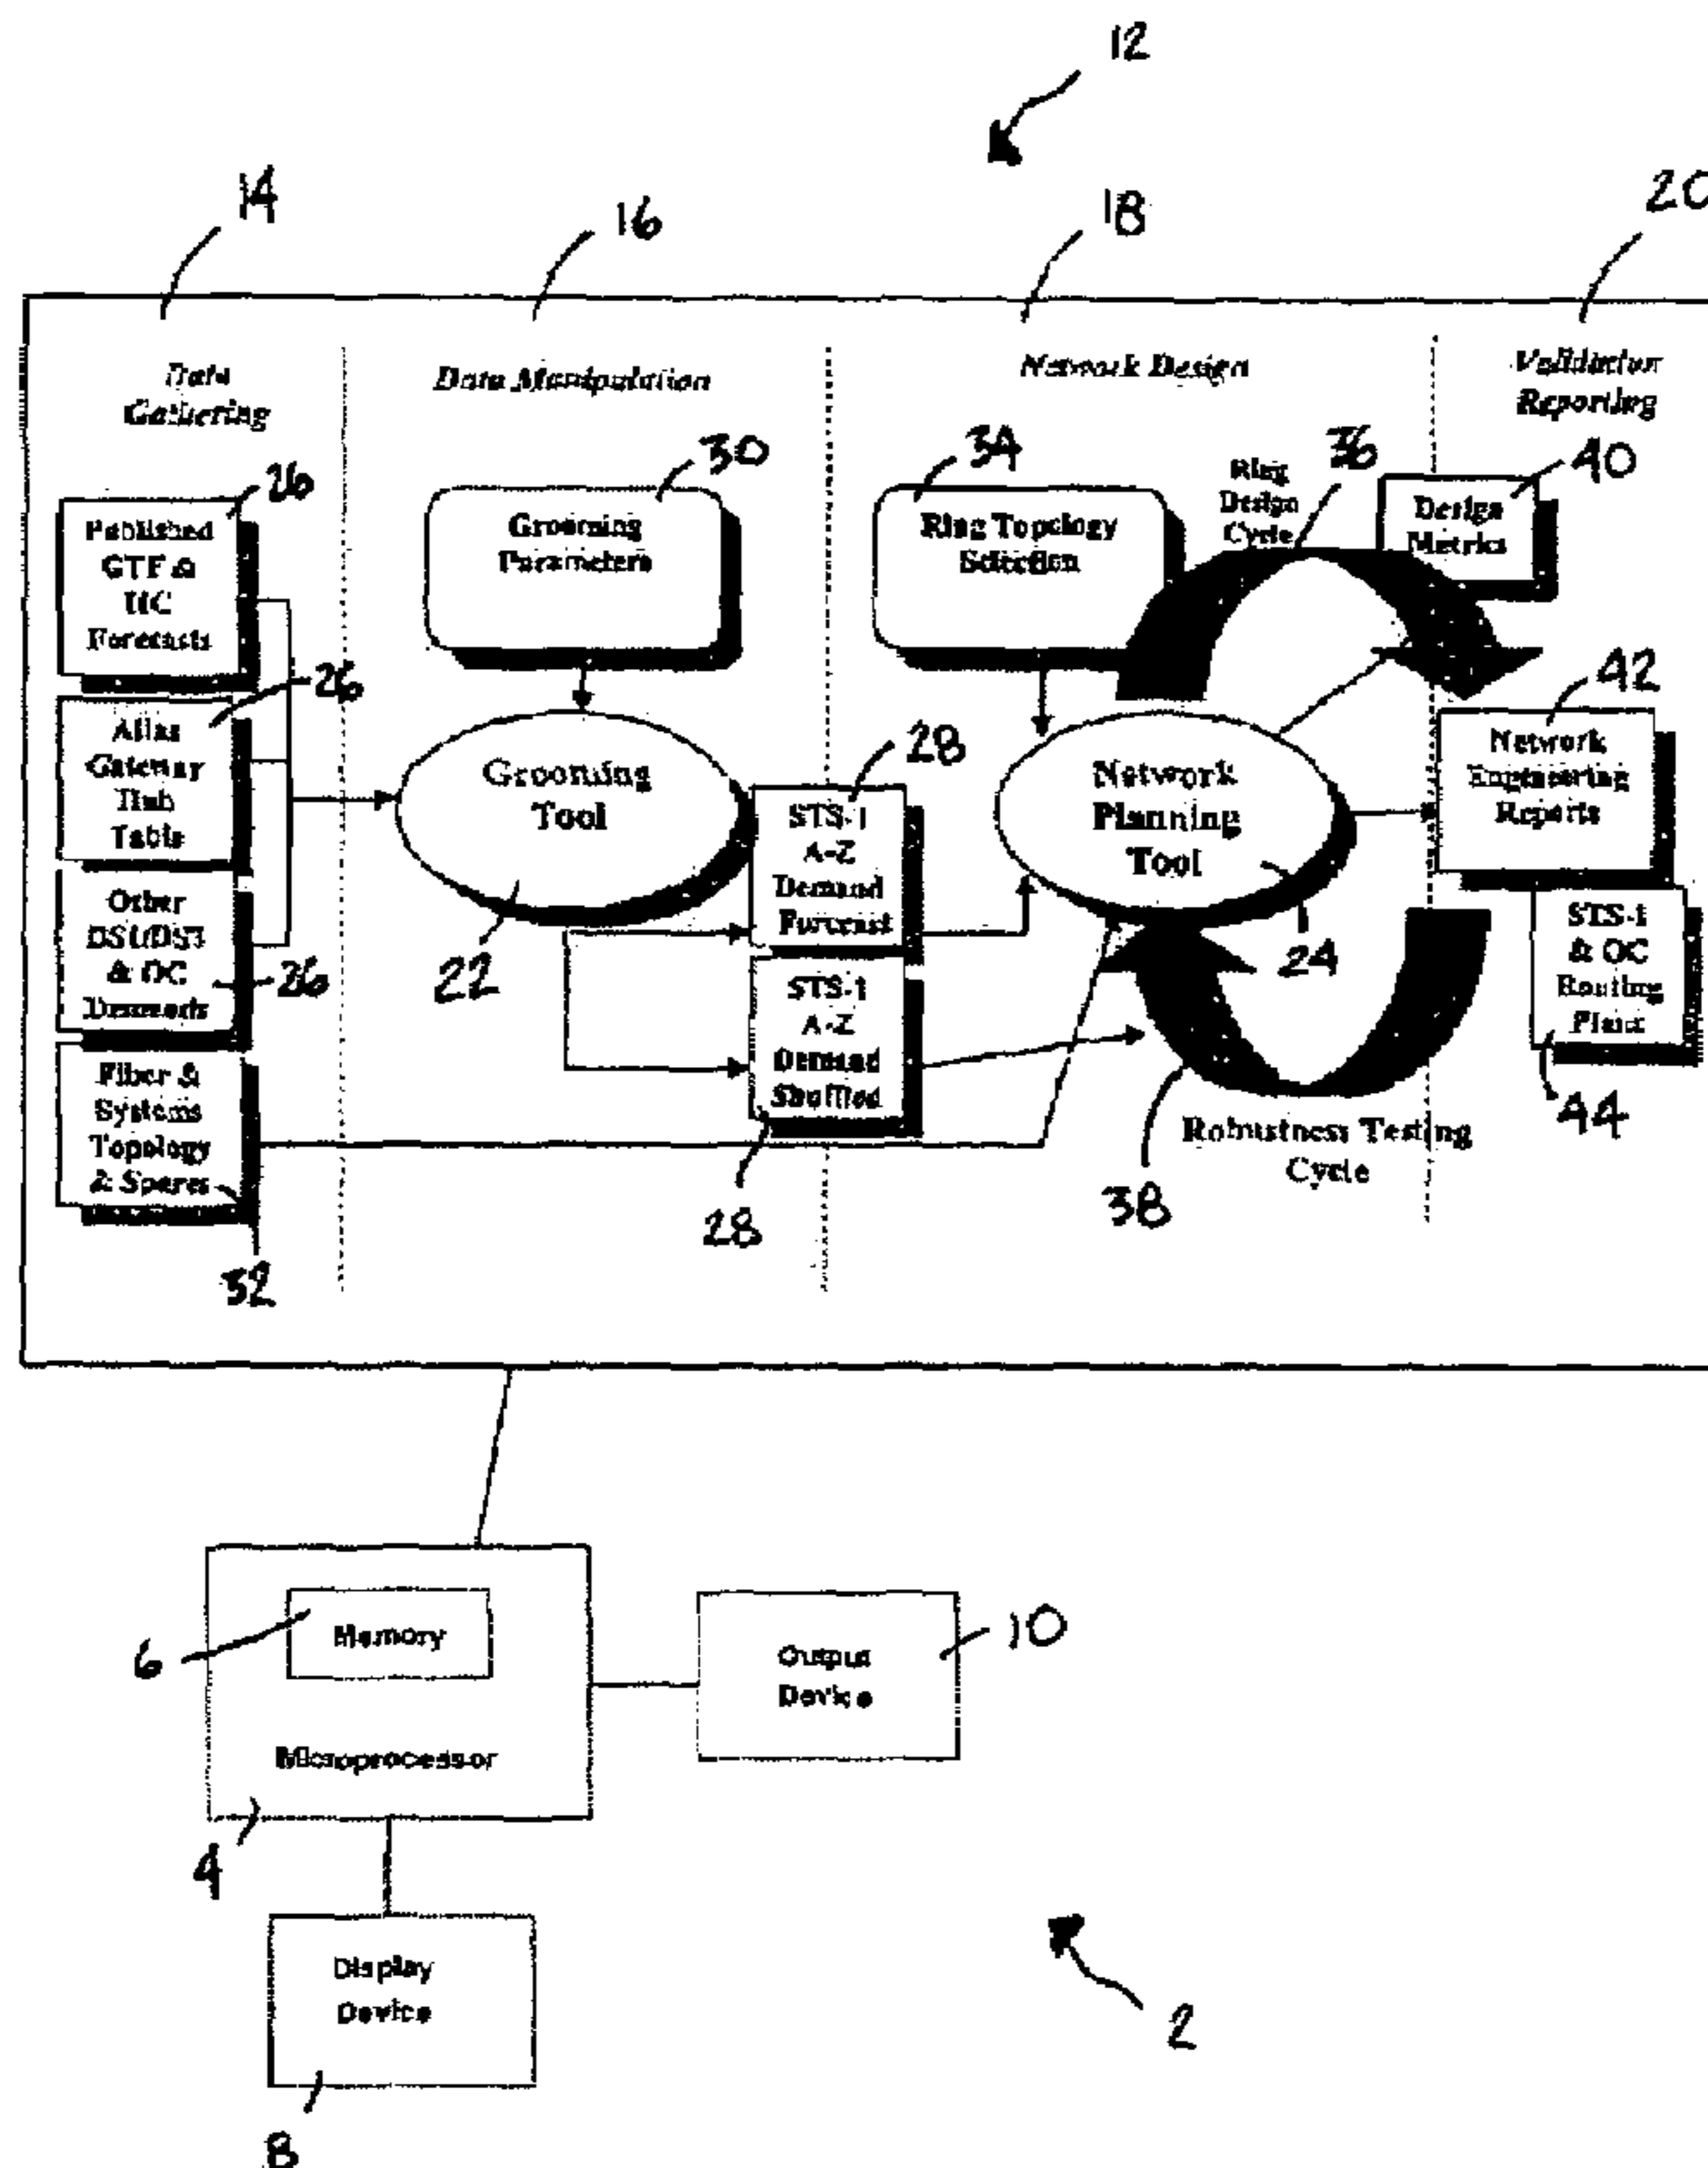 12
14
16
18
20
Data
Gathering
Data Manipulation
Network Design
Validation
Reporting
26
Published
GTF &
Forecasts
30
Grooming
Parameters
34
Ring Topology
Selection
Ring
Design
Cycle
36
40
Design
Metrics
26
Atlas
Gateway
Hub
Table
Grooming
Tool
22
28
STS-1
A-Z
Demand
Forecast
Network
Planning
Tool
24
42
Network
Engineering
Reports
Other
DS1/DS3
& OC
Demands
26
STS-1
A-Z
Demand
Shuffled
28
STS-1
& OC
Routing
Plans
44
Fiber &
Systems
Topology
& Spares
32
38
Robustness Testing
Cycle
6
Memory
Microprocessor
4
Output
Device
10
Display
Device
8
2